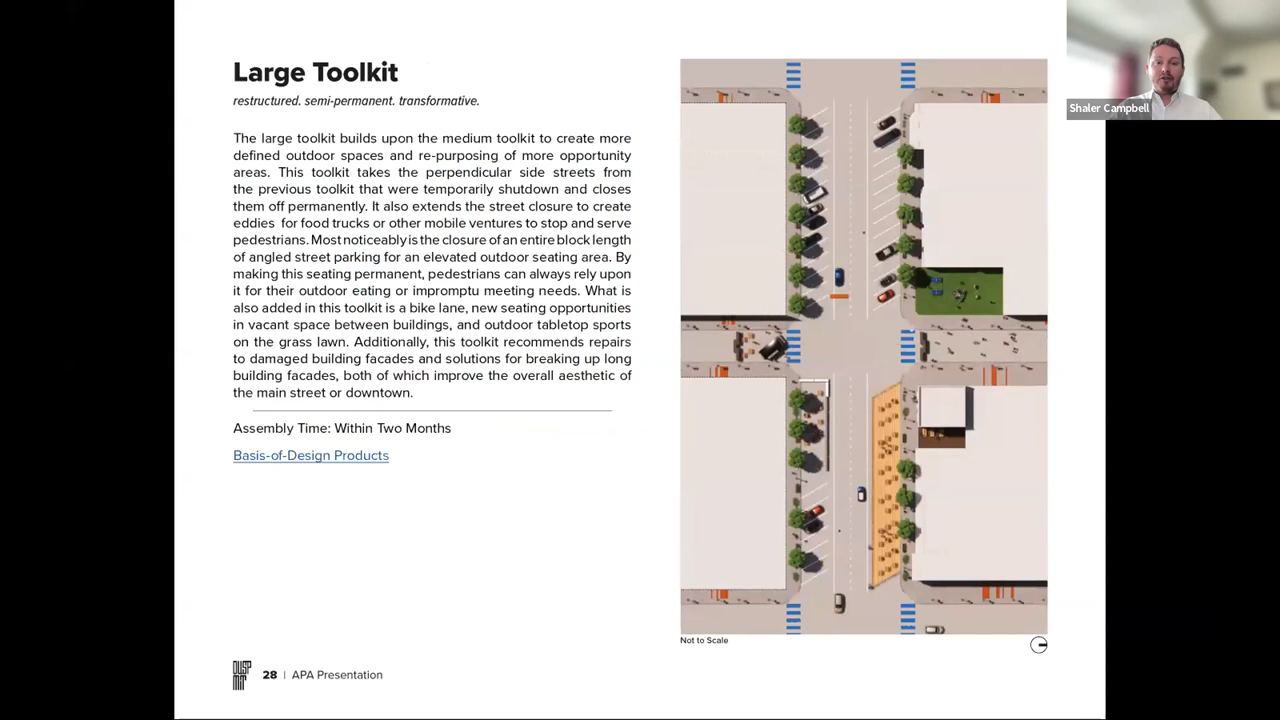 Large Toolkit
restructured. semi-permanent. transformative.
The large toolkit builds upon the medium toolkit to create more
defined outdoor spaces and re-purposing of more opportunity
areas. This toolkit takes the perpendicular side streets from
the previous toolkit that were temporarily shutdown and closes
them off permanently. It also extends the street closure to create
eddies for food trucks or other mobile ventures to stop and serve
pedestrians. Most noticeably is the closure of an entire block length
of angled street parking for an elevated outdoor seating area. By
making this seating permanent, pedestrians can always rely upon
it for their outdoor eating or impromptu meeting needs. What is
also added in this toolkit is a bike lane, new seating opportunities
in vacant space between buildings, and outdoor tabletop sports
on the grass lawn. Additionally, this toolkit recommends repairs
to damaged building facades and solutions for breaking up long
building facades, both of which improve the overall aesthetic of
the main street or downtown.
Assembly Time: Within Two Months
Basis-of-Design Products
Not to Scale
DUSP
MIT
28 | APA Presentation
Shaler Campbell